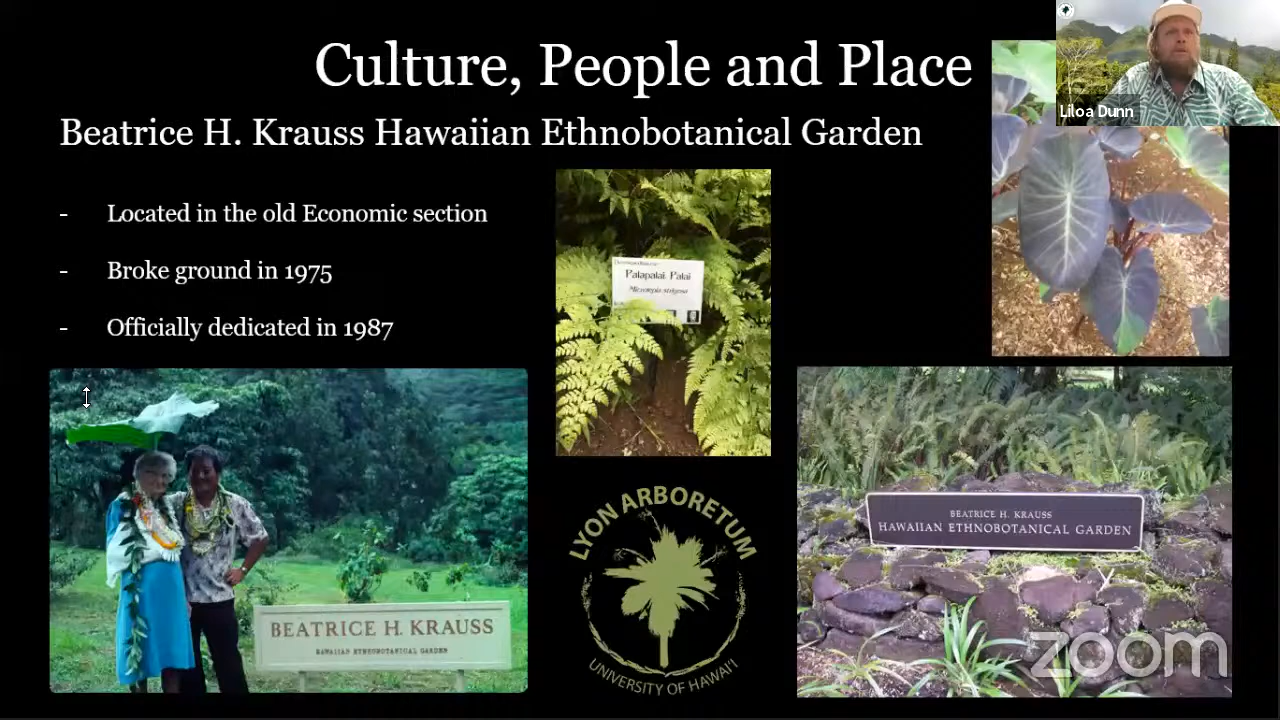 Culture, People and Place
Liloa Dunn
Beatrice H. Krauss Hawaiian Ethnobotanical Garden
- Located in the old Economic section
- Broke ground in 1975
- Officially dedicated in 1987
Palapalai, Palai
BEATRICE H. KRAUSS
HAWAIIAN ETHNOBOTANICAL GARDEN
LYON ARBORETUM
UNIVERSITY OF HAWAI'I
BEATRICE H. KRAUSS
HAWAIIAN ETHNOBOTANICAL GARDEN
zoom